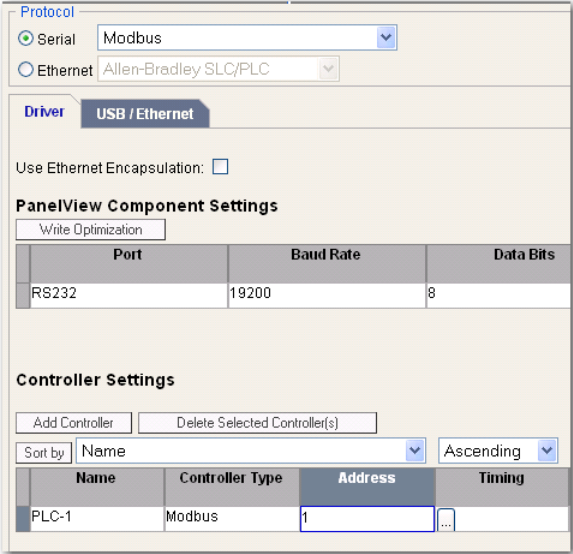 Protocol
Serial Modbus
Ethernet Allen-Bradley SLC/PLC
Driver USB / Ethernet
Use Ethernet Encapsulation:
PanelView Component Settings
Write Optimization
Port Baud Rate Data Bits
RS232 19200 8
Controller Settings
Add Controller Delete Selected Controller(s)
Sort by Name Ascending
Name Controller Type Address Timing
PLC-1 Modbus 1 ...